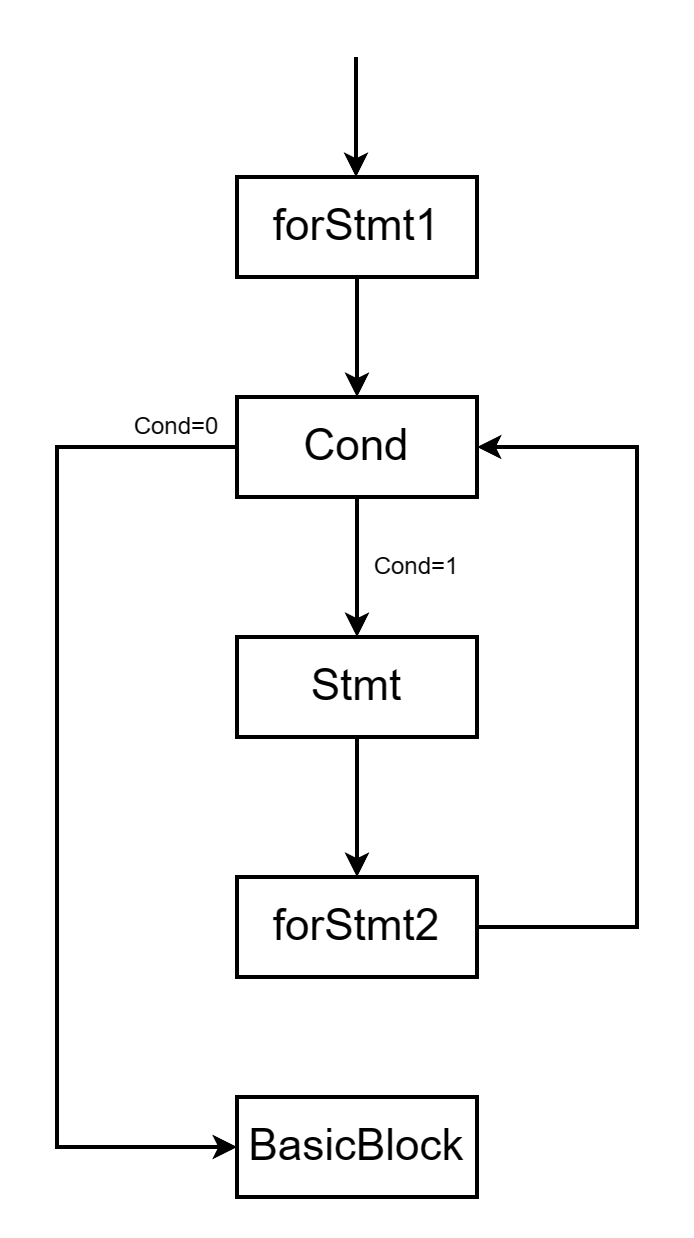 forStmt1
Cond=0
Cond
Cond=1
Stmt
forStmt2
BasicBlock